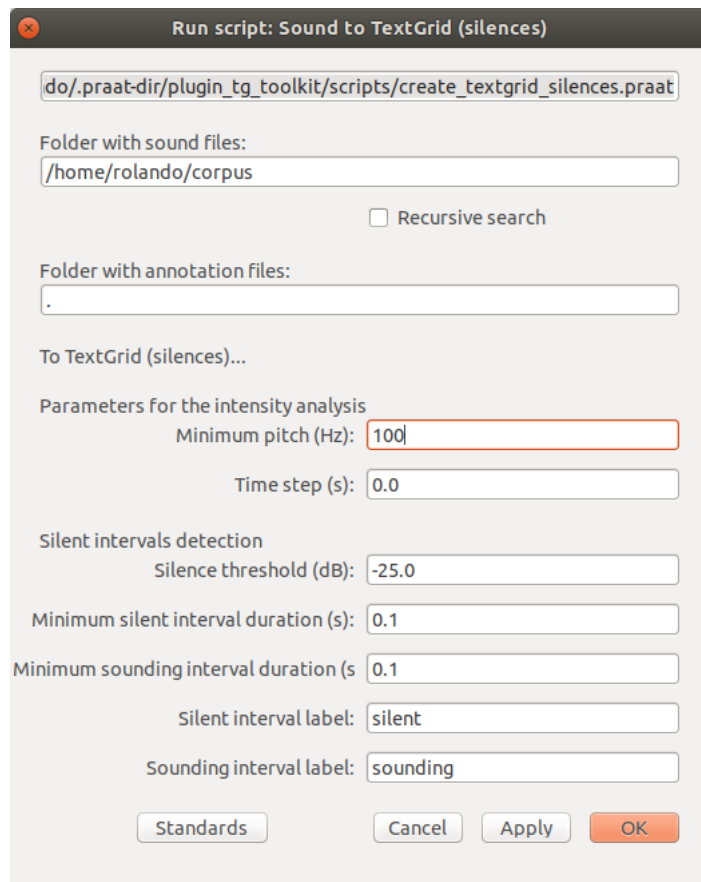 Run script: Sound to TextGrid (silences)
do/.praat-dir/plugin_tg_toolkit/scripts/create_textgrid_silences.praat
Folder with sound files:
/home/rolando/corpus
Recursive search
Folder with annotation files:
.
To TextGrid (silences)...
Parameters for the intensity analysis
Minimum pitch (Hz): 100
Time step (s): 0.0
Silent intervals detection
Silence threshold (dB): -25.0
Minimum silent interval duration (s): 0.1
Minimum sounding interval duration (s 0.1
Silent interval label: silent
Sounding interval label: sounding
Standards Cancel Apply OK